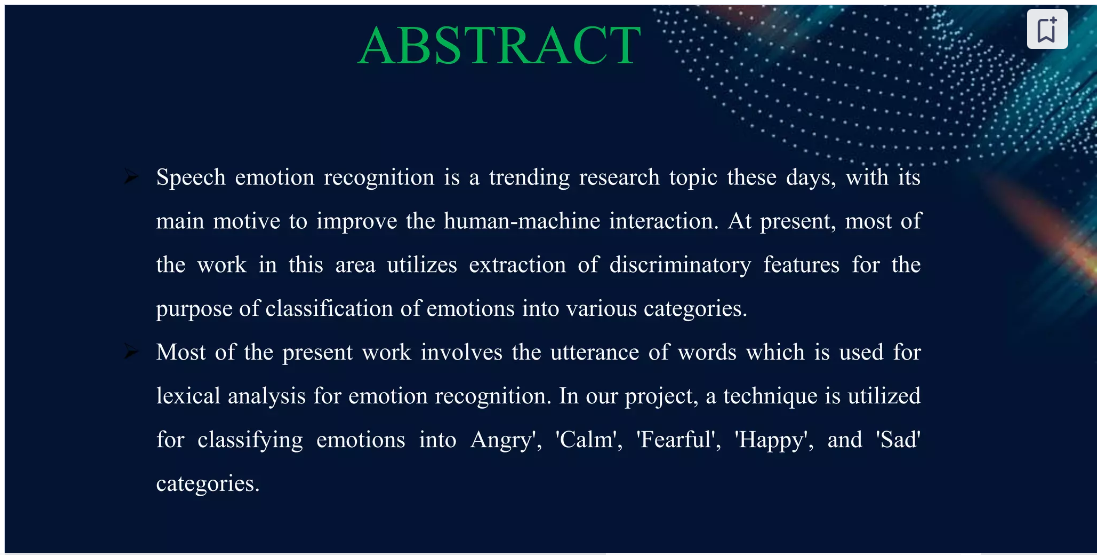 ABSTRACT
Speech emotion recognition is a trending research topic these days, with its
main motive to improve the human-machine interaction. At present, most of
the work in this area utilizes extraction of discriminatory features for the
purpose of classification of emotions into various categories.
Most of the present work involves the utterance of words which is used for
lexical analysis for emotion recognition. In our project, a technique is utilized
for classifying emotions into Angry', 'Calm', 'Fearful', 'Happy', and 'Sad'
categories.